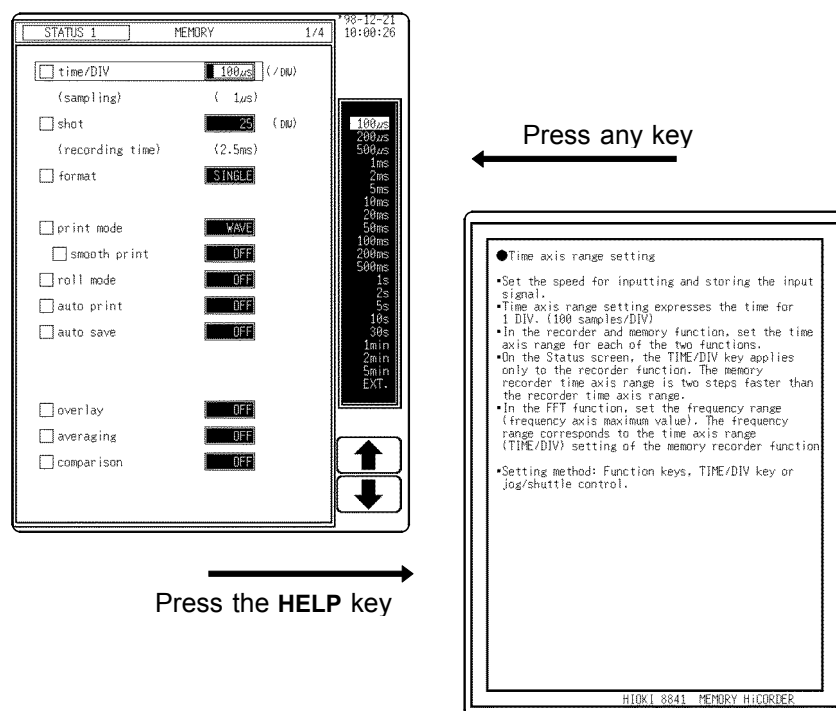 STATUS 1 MEMORY 1/4 '98-12-21
10:00:26
time/DIV 100µs (/DIV)
(sampling) ( 1µs)
shot 25 (DIV)
(recording time) (2.5ms)
format SINGLE
print mode WAVE
smooth print OFF
roll mode OFF
auto print OFF
auto save OFF
overlay OFF
averaging OFF
comparison OFF
100µs
200µs
500µs
1ms
2ms
5ms
10ms
20ms
50ms
100ms
200ms
500ms
1s
2s
5s
10s
30s
1min
2min
5min
EXT.
Press any key
Press the HELP key
●Time axis range setting
▪Set the speed for inputting and storing the input
signal.
▪Time axis range setting expresses the time for
1 DIV. (100 samples/DIV)
▪In the recorder and memory function, set the time
axis range for each of the two functions.
▪On the Status screen, the TIME/DIV key applies
only to the recorder function. The memory
recorder time axis range is two steps faster than
the recorder time axis range.
▪In the FFT function, set the frequency range
(frequency axis maximum value). The frequency
range corresponds to the time axis range
(TIME/DIV) setting of the memory recorder function
▪Setting method: Function keys, TIME/DIV key or
jog/shuttle control.
HIOKI 8841 MEMORY HiCORDER